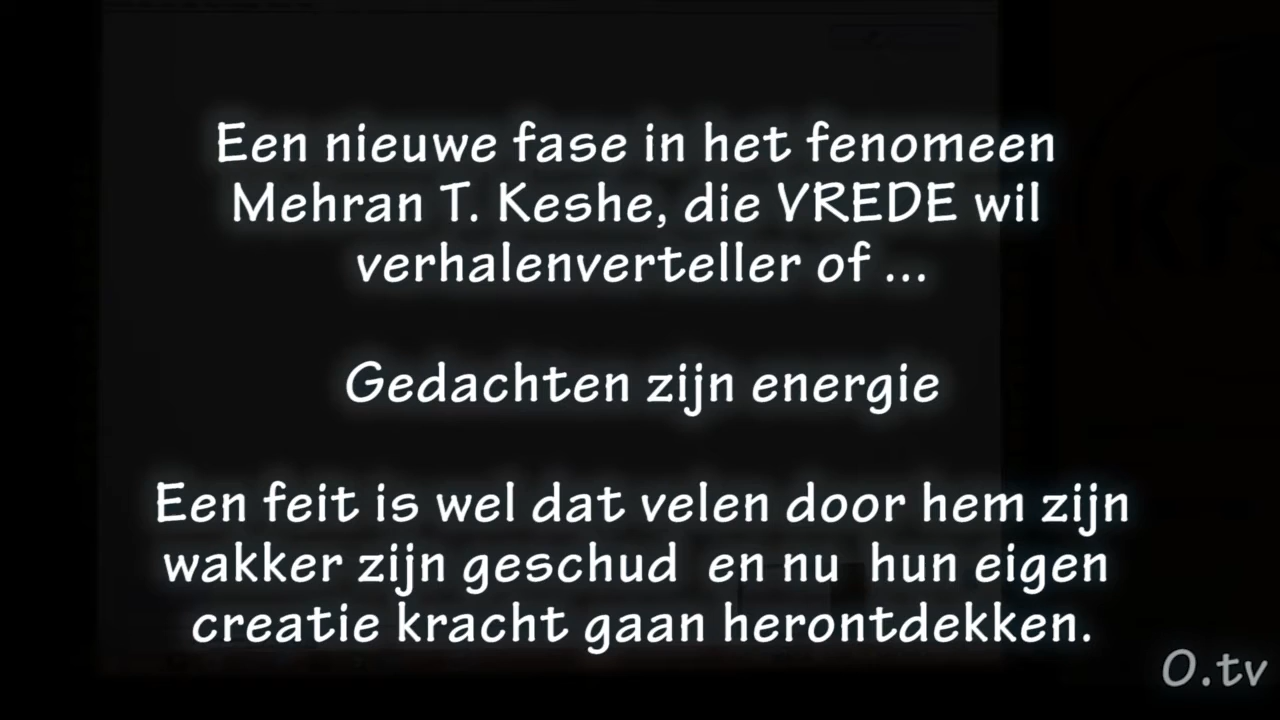 Een nieuwe fase in het fenomeen
Mehran T. Keshe, die VREDE wil
verhalenverteller of ...
Gedachten zijn energie
Een feit is wel dat velen door hem zijn
wakker zijn geschud en nu hun eigen
creatie kracht gaan herontdekken.
O.tv